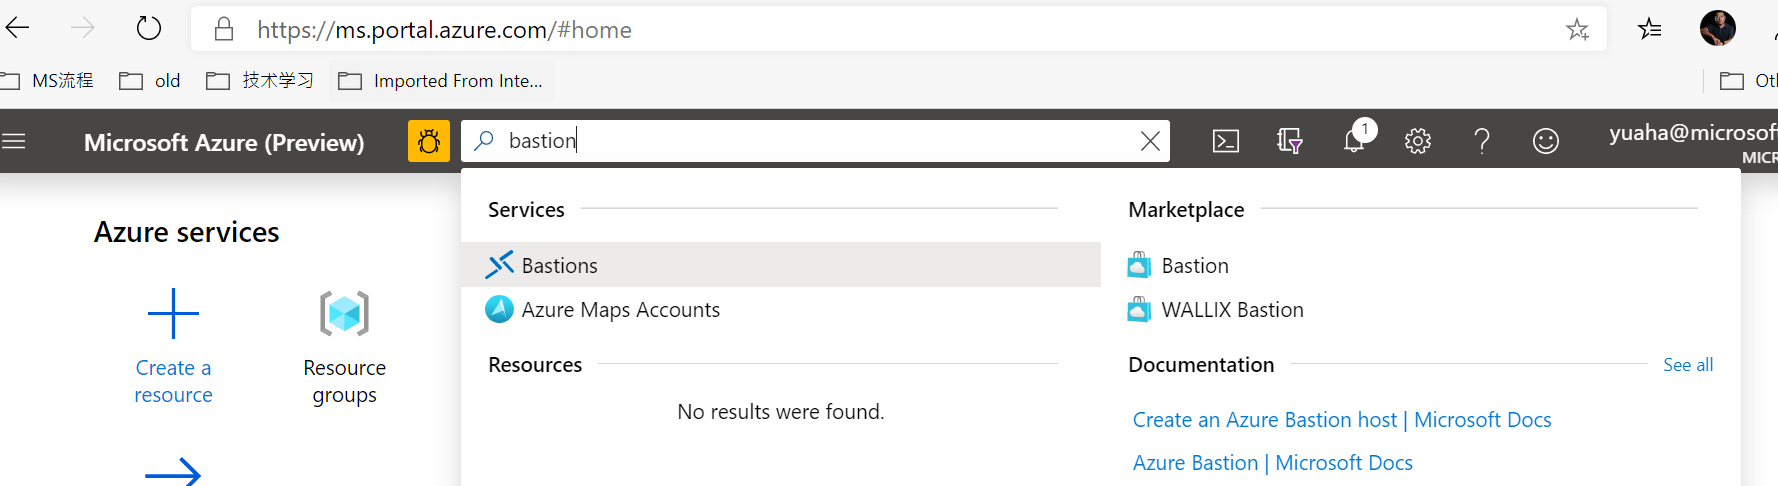 https://ms.portal.azure.com/#home
MS流程
old
技术学习
Imported From Inte...
Microsoft Azure (Preview)
bastion
1
yuaha@microsof
Services
Bastions
Azure Maps Accounts
Resources
No results were found.
Marketplace
Bastion
WALLIX Bastion
Documentation
See all
Create an Azure Bastion host | Microsoft Docs
Azure Bastion | Microsoft Docs
Azure services
Create a
resource
Resource
groups